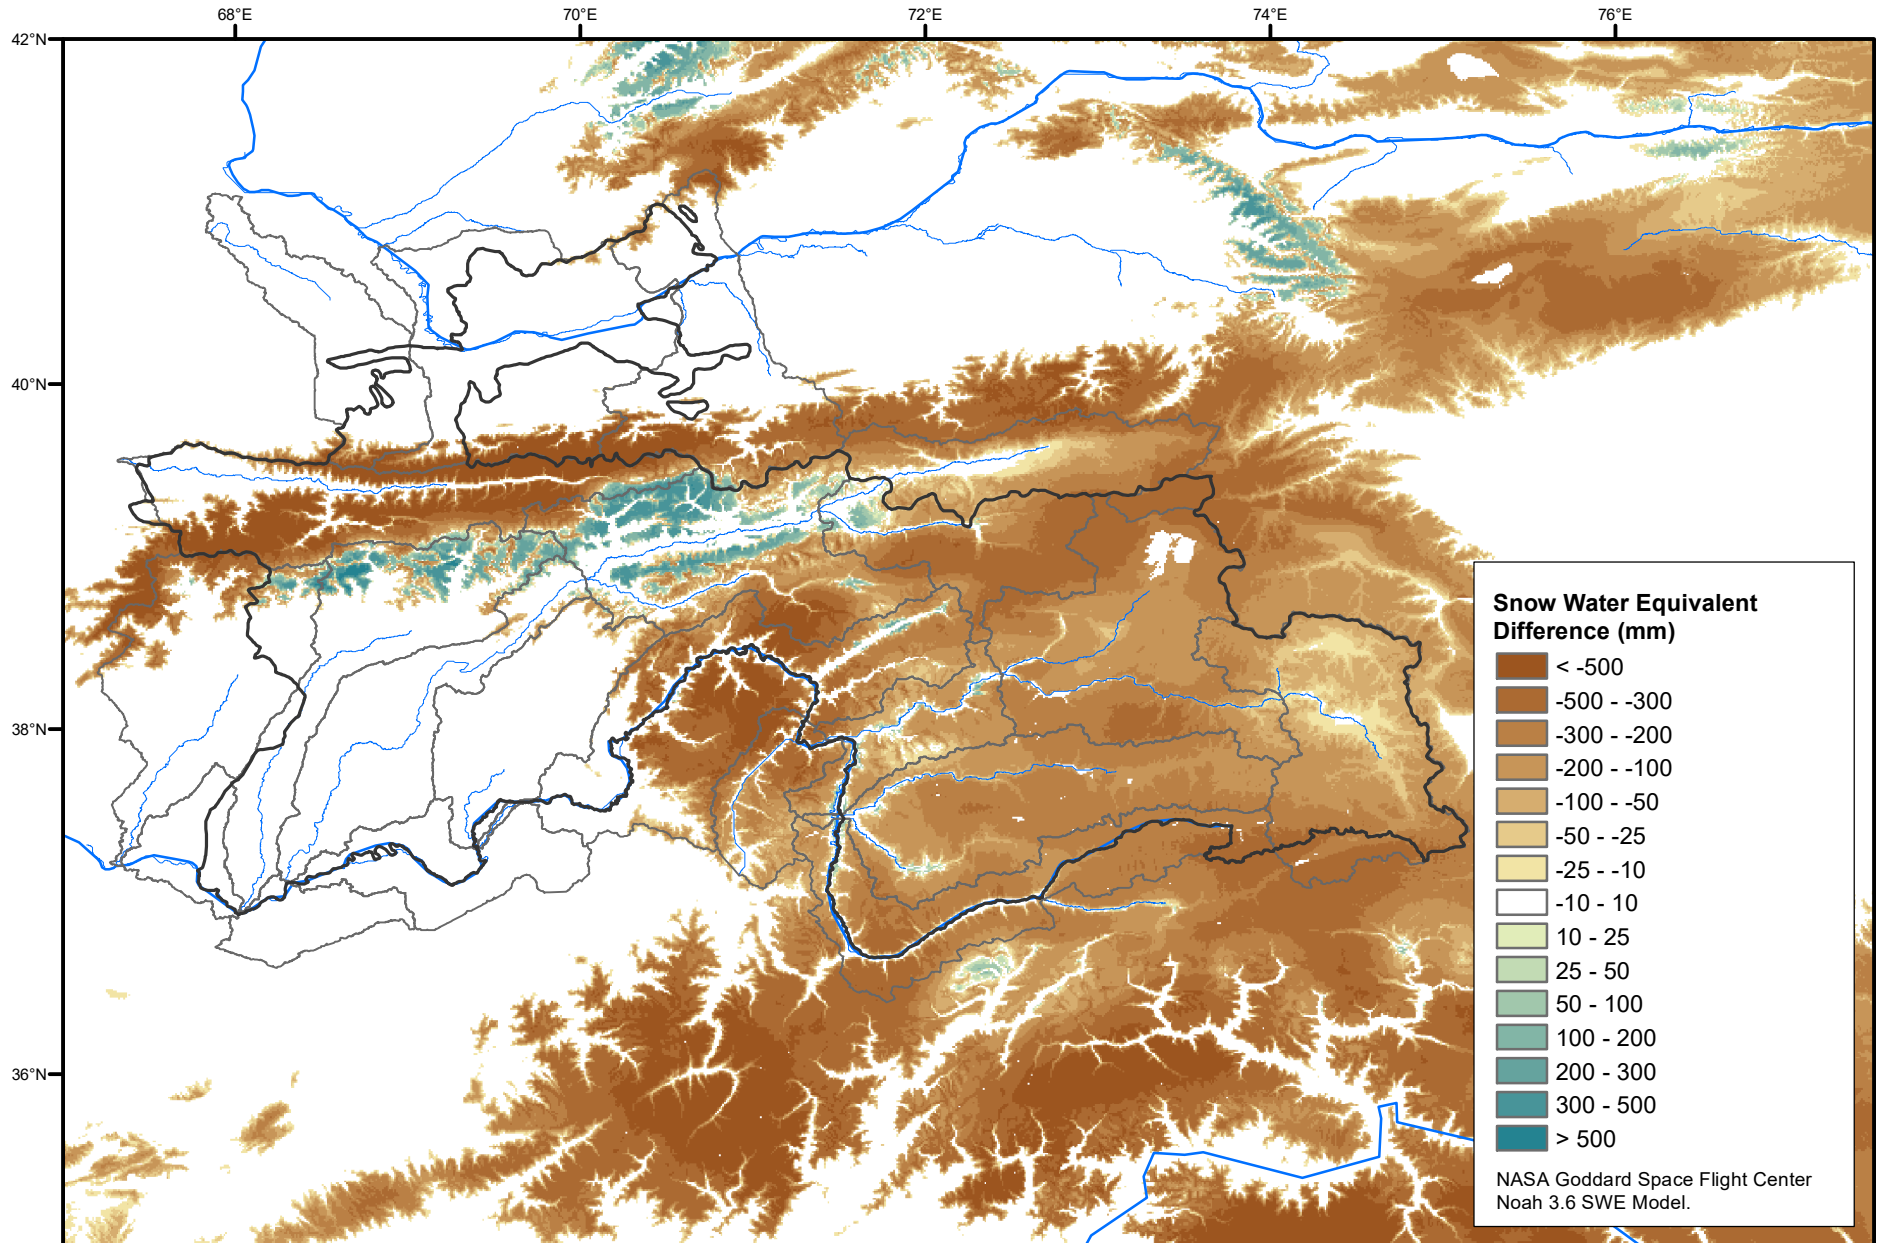 68°E
70°E
72°E
74°E
76°E
42°N
40°N
38°N
36°N
Snow Water Equivalent
Difference (mm)
< -500
-500 - -300
-300 - -200
-200 - -100
-100 - -50
-50 - -25
-25 - -10
-10 - 10
10 - 25
25 - 50
50 - 100
100 - 200
200 - 300
300 - 500
> 500
NASA Goddard Space Flight Center
Noah 3.6 SWE Model.